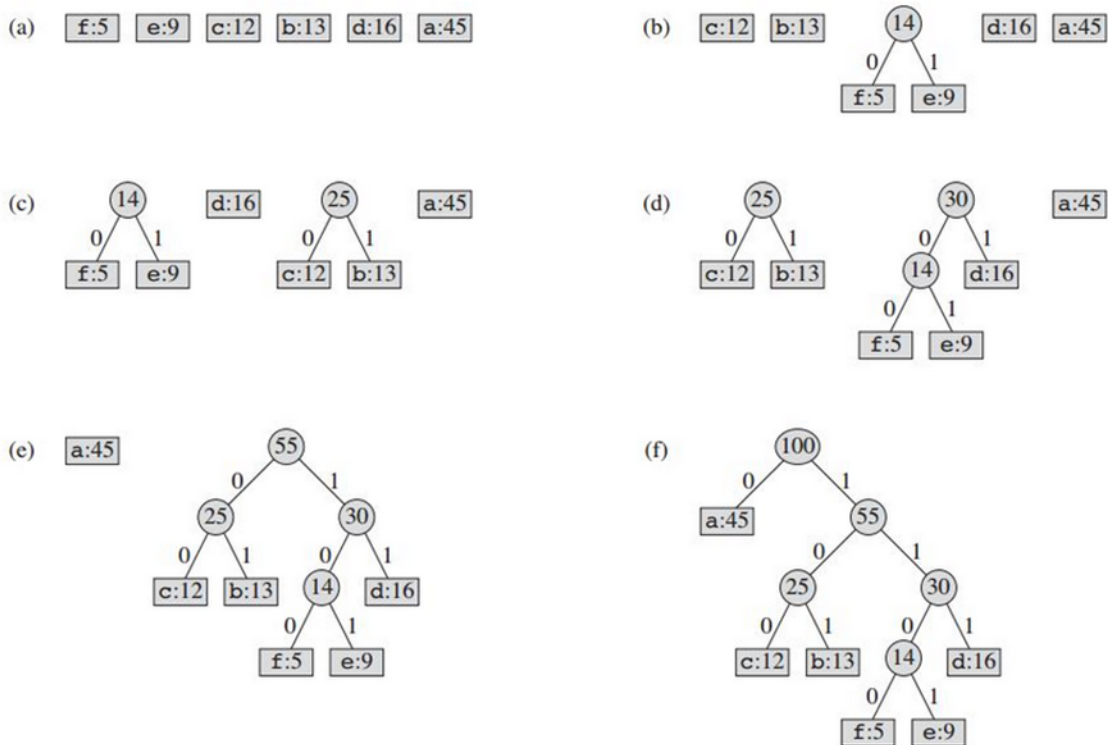 (a) f:5 e:9 c:12 b:13 d:16 a:45
(b) c:12 b:13 14 d:16 a:45
0 1
f:5 e:9
(c) 14 d:16 25 a:45
0 1 0 1
f:5 e:9 c:12 b:13
(d) 25 30 a:45
0 1 0 1
c:12 b:13 14 d:16
0 1
f:5 e:9
(e) a:45 55
0 1
25 30
0 1 0 1
c:12 b:13 14 d:16
0 1
f:5 e:9
(f) 100
0 1
a:45 55
0 1
25 30
0 1 0 1
c:12 b:13 14 d:16
0 1
f:5 e:9